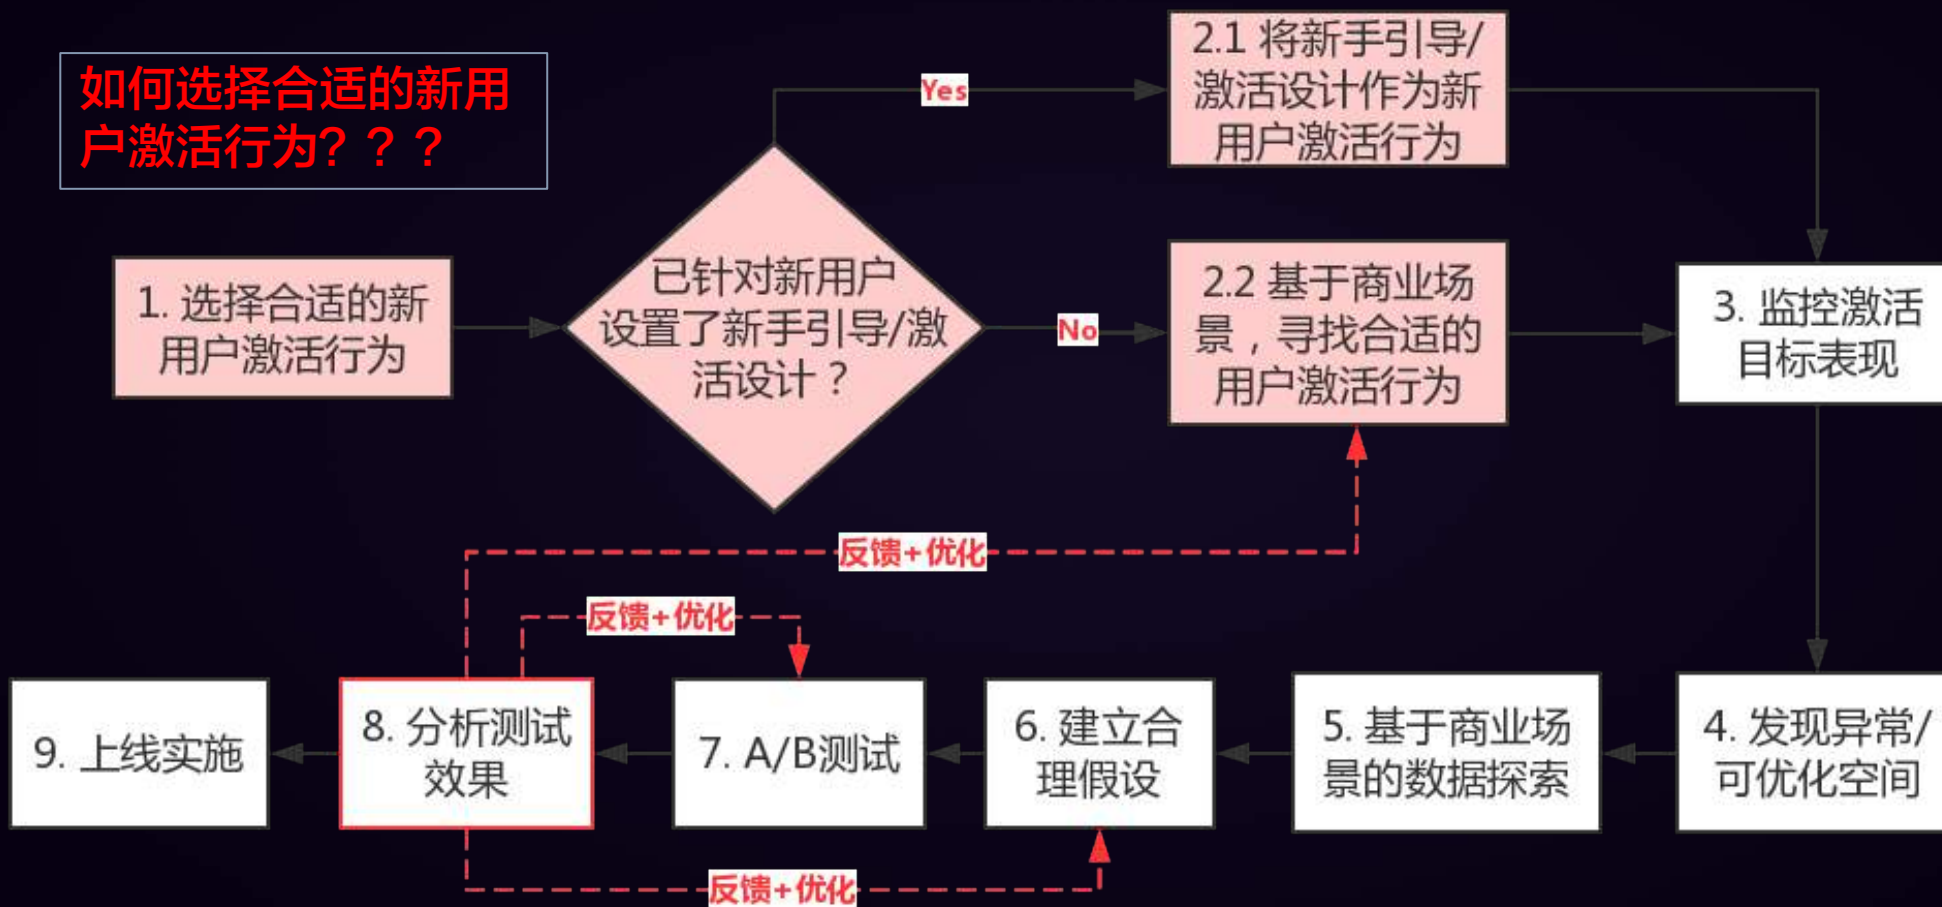 如何选择合适的新用
户激活行为？？？
2.1 将新手引导/
激活设计作为新
用户激活行为
Yes
1. 选择合适的新
用户激活行为
已针对新用户
设置了新手引导/激
活设计？
No
2.2 基于商业场
景，寻找合适的
用户激活行为
3. 监控激活
目标表现
反馈+优化
反馈+优化
9. 上线实施
8. 分析测试
效果
7. A/B测试
6. 建立合
理假设
5. 基于商业场
景的数据探索
4. 发现异常/
可优化空间
反馈+优化